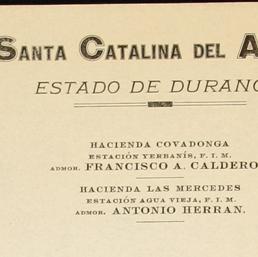 SANTA CATALINA DEL A
ESTADO DE DURANG
HACIENDA COVADONGA
ESTACIÓN YERBANÍS, F. I. M.
ADMOR. FRANCISCO A. CALDERO
HACIENDA LAS MERCEDES
ESTACIÓN AGUA VIEJA, F. I. M.
ADMOR. ANTONIO HERRAN.